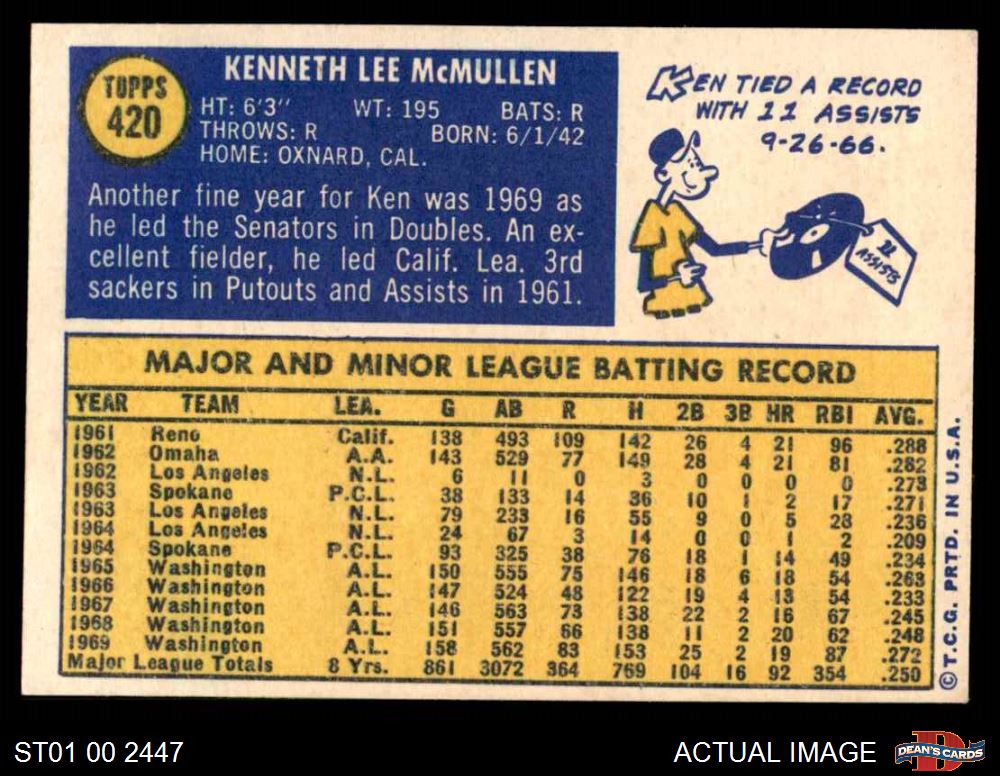 TOPPS
420
KENNETH LEE McMULLEN
HT: 6'3" WT: 195 BATS: R
THROWS: R BORN: 6/1/42
HOME: OXNARD, CAL.
Another fine year for Ken was 1969 as
he led the Senators in Doubles. An ex-
cellent fielder, he led Calif. Lea. 3rd
sackers in Putouts and Assists in 1961.
KEN TIED A RECORD
WITH 11 ASSISTS
9-26-66.
11
ASSISTS
MAJOR AND MINOR LEAGUE BATTING RECORD
YEAR TEAM LEA. G AB R H 2B 3B HR RBI AVG.
1961 Reno Calif. 138 493 109 142 26 4 21 96 .288
1962 Omaha A.A. 143 529 77 149 28 4 21 81 .282
1962 Los Angeles N.L. 6 11 0 3 0 0 0 0 .273
1963 Spokane P.C.L. 38 133 14 36 10 1 2 17 .271
1963 Los Angeles N.L. 79 233 16 55 9 0 5 28 .236
1964 Los Angeles N.L. 24 67 3 14 0 0 1 2 .209
1964 Spokane P.C.L. 93 325 38 76 18 1 14 49 .234
1965 Washington A.L. 150 555 75 146 18 6 18 54 .263
1966 Washington A.L. 147 524 48 122 19 4 13 54 .233
1967 Washington A.L. 146 563 73 138 22 2 16 67 .245
1968 Washington A.L. 151 557 66 138 11 2 20 62 .248
1969 Washington A.L. 158 562 83 153 25 2 19 87 .272
Major League Totals 8 Yrs. 861 3072 364 769 104 16 92 354 .250
©T.C.G. PRTD. IN U.S.A.
ST01 00 2447
ACTUAL IMAGE
DEAN'S CARDS